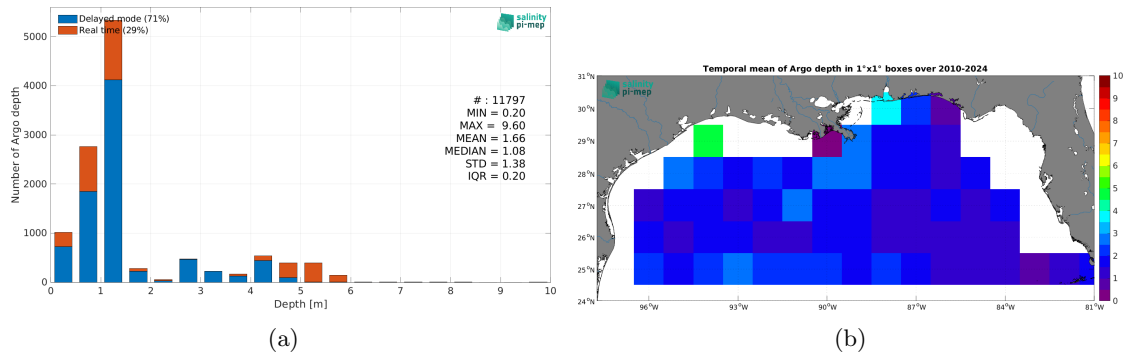 Delayed mode (71%)
Real time (29%)
salinity
pi-mep
5000
4000
3000
2000
1000
0
Number of Argo depth
# : 11797
MIN = 0.20
MAX = 9.60
MEAN = 1.66
MEDIAN = 1.08
STD = 1.38
IQR = 0.20
0 1 2 3 4 5 6 7 8 9 10
Depth [m]
(a)
Temporal mean of Argo depth in 1°x1° boxes over 2010-2024
salinity
pi-mep
31°N
30°N
29°N
28°N
27°N
26°N
25°N
24°N
96°W 93°W 90°W 87°W 84°W 81°W
10
9
8
7
6
5
4
3
2
1
0
(b)